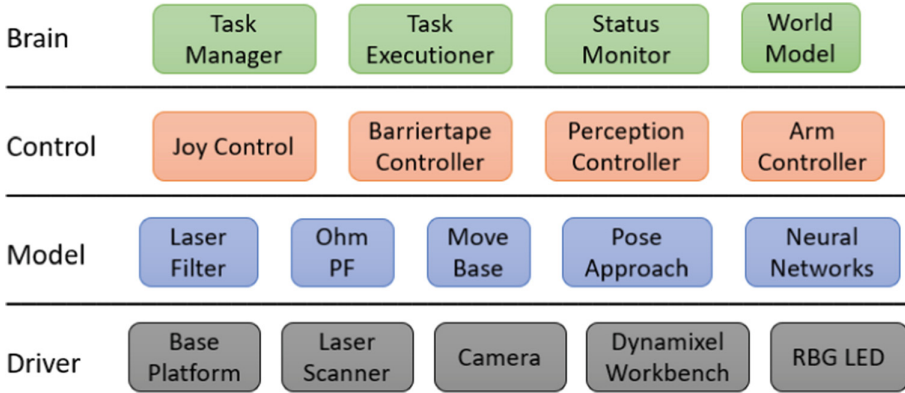 Brain
Task
Manager
Task
Executioner
Status
Monitor
World
Model
Control
Joy Control
Barriertape
Controller
Perception
Controller
Arm
Controller
Model
Laser
Filter
Ohm
PF
Move
Base
Pose
Approach
Neural
Networks
Driver
Base
Platform
Laser
Scanner
Camera
Dynamixel
Workbench
RBG LED